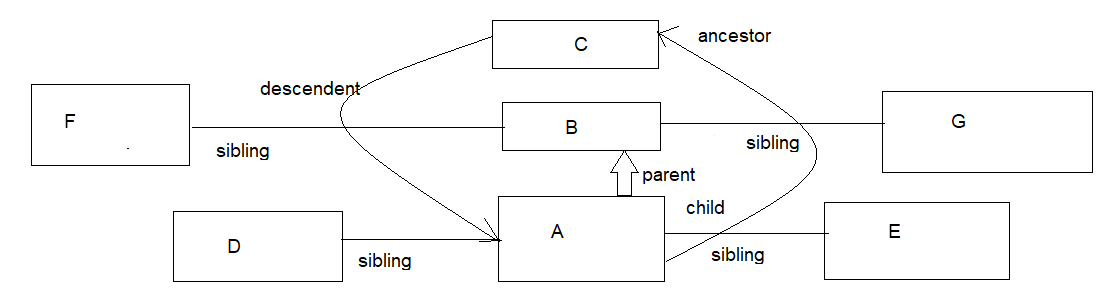 C
ancestor
descendent
F
B
G
sibling
sibling
parent
child
A
E
D
sibling
sibling